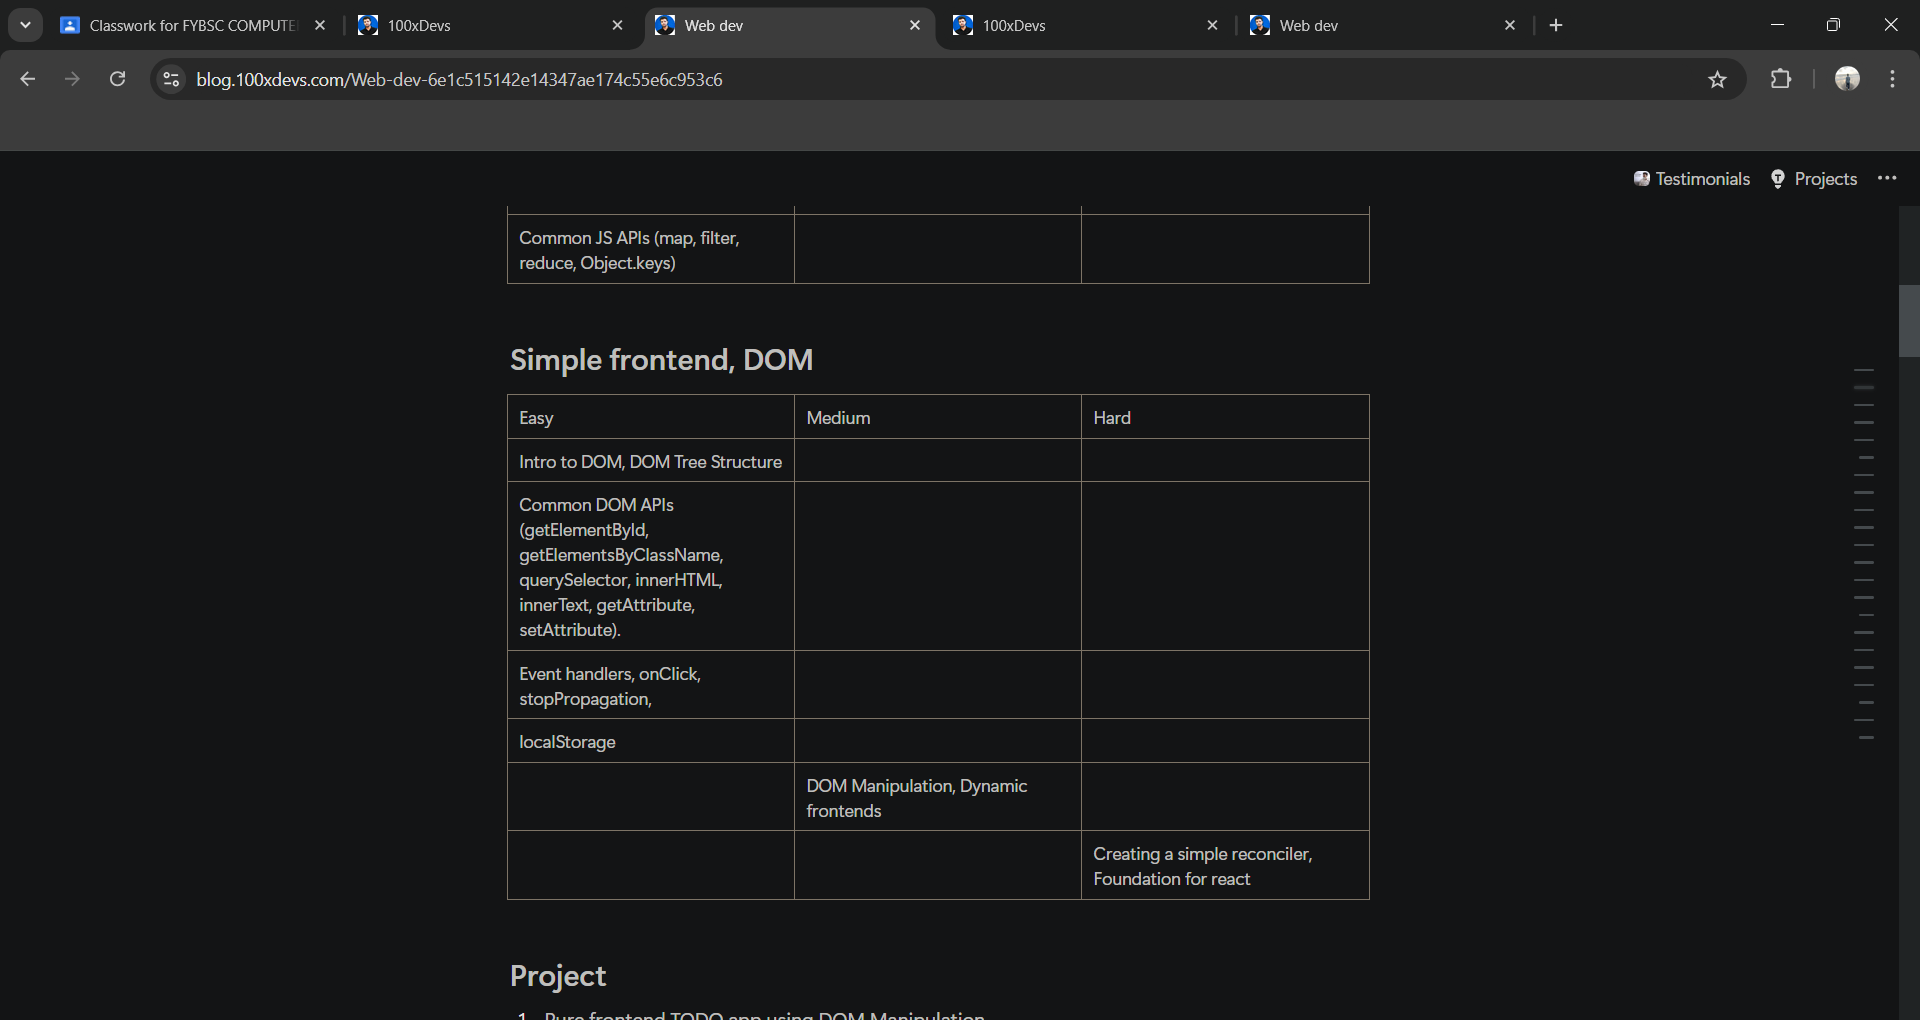 Classwork for FYBSC COMPUTE
100xDevs
Web dev
100xDevs
Web dev
blog.100xdevs.com/Web-dev-6e1c515142e14347ae174c55e6c953c6
Testimonials
Projects
Common JS APIs (map, filter,
reduce, Object.keys)
Simple frontend, DOM
Easy
Medium
Hard
Intro to DOM, DOM Tree Structure
Common DOM APIs
(getElementById,
getElementsByClassName,
querySelector, innerHTML,
innerText, getAttribute,
setAttribute).
Event handlers, onClick,
stopPropagation,
localStorage
DOM Manipulation, Dynamic
frontends
Creating a simple reconciler,
Foundation for react
Project
1. Pure frontend TODO app using DOM Manipulation